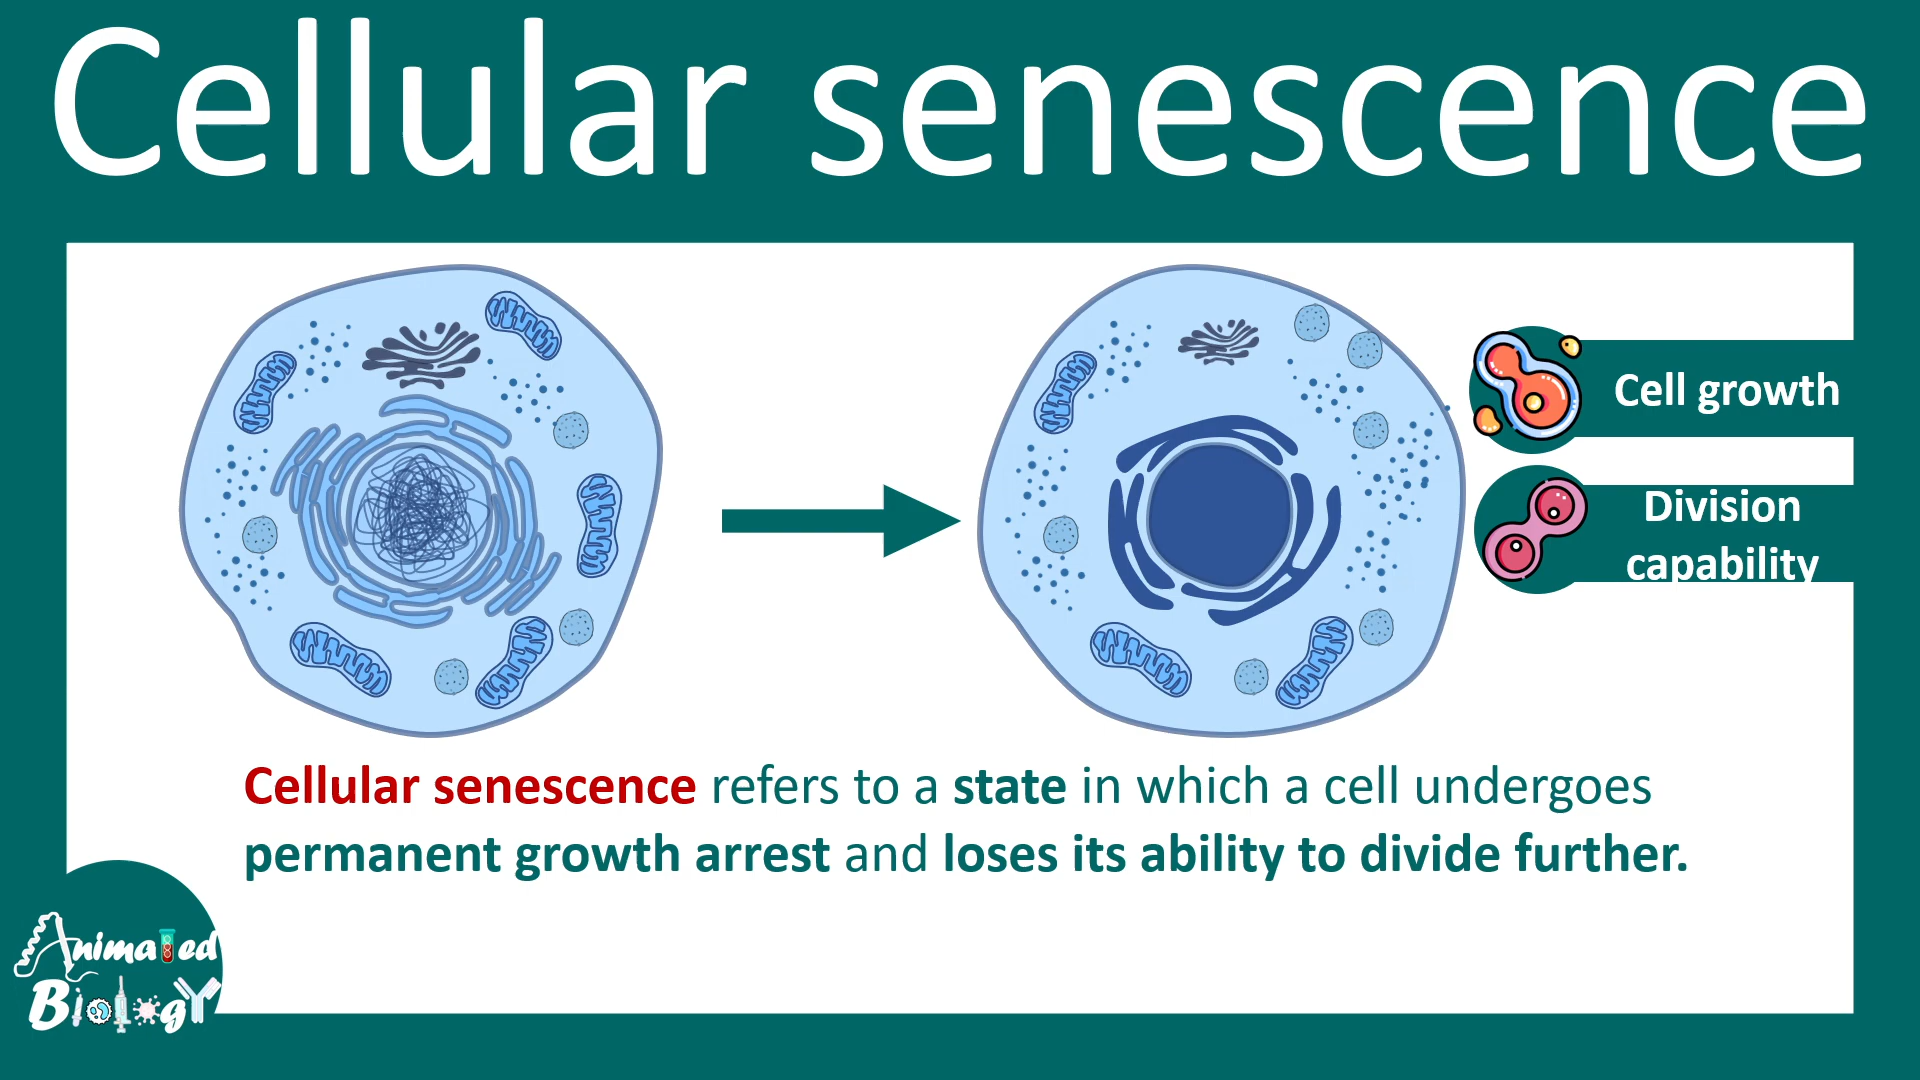 Cellular senescence
Cell growth
Division
capability
Cellular senescence refers to a state in which a cell undergoes
permanent growth arrest and loses its ability to divide further.
Animated
Biology